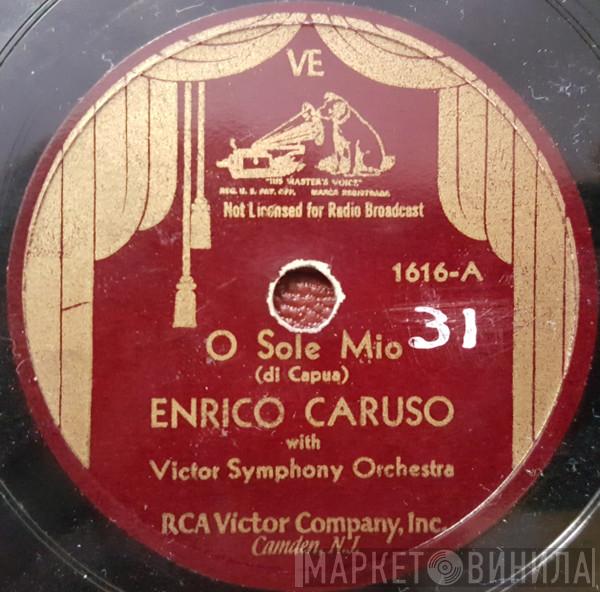 VE
"HIS MASTER'S VOICE"
REG. U.S. PAT. OFF. MARCA REGISTRADA
Not Licensed for Radio Broadcast
1616-A
31
O Sole Mio
(di Capua)
ENRICO CARUSO
with
Victor Symphony Orchestra
RCA Victor Company, Inc.
Camden, N.J.
МАРКЕТ ВИНИЛА